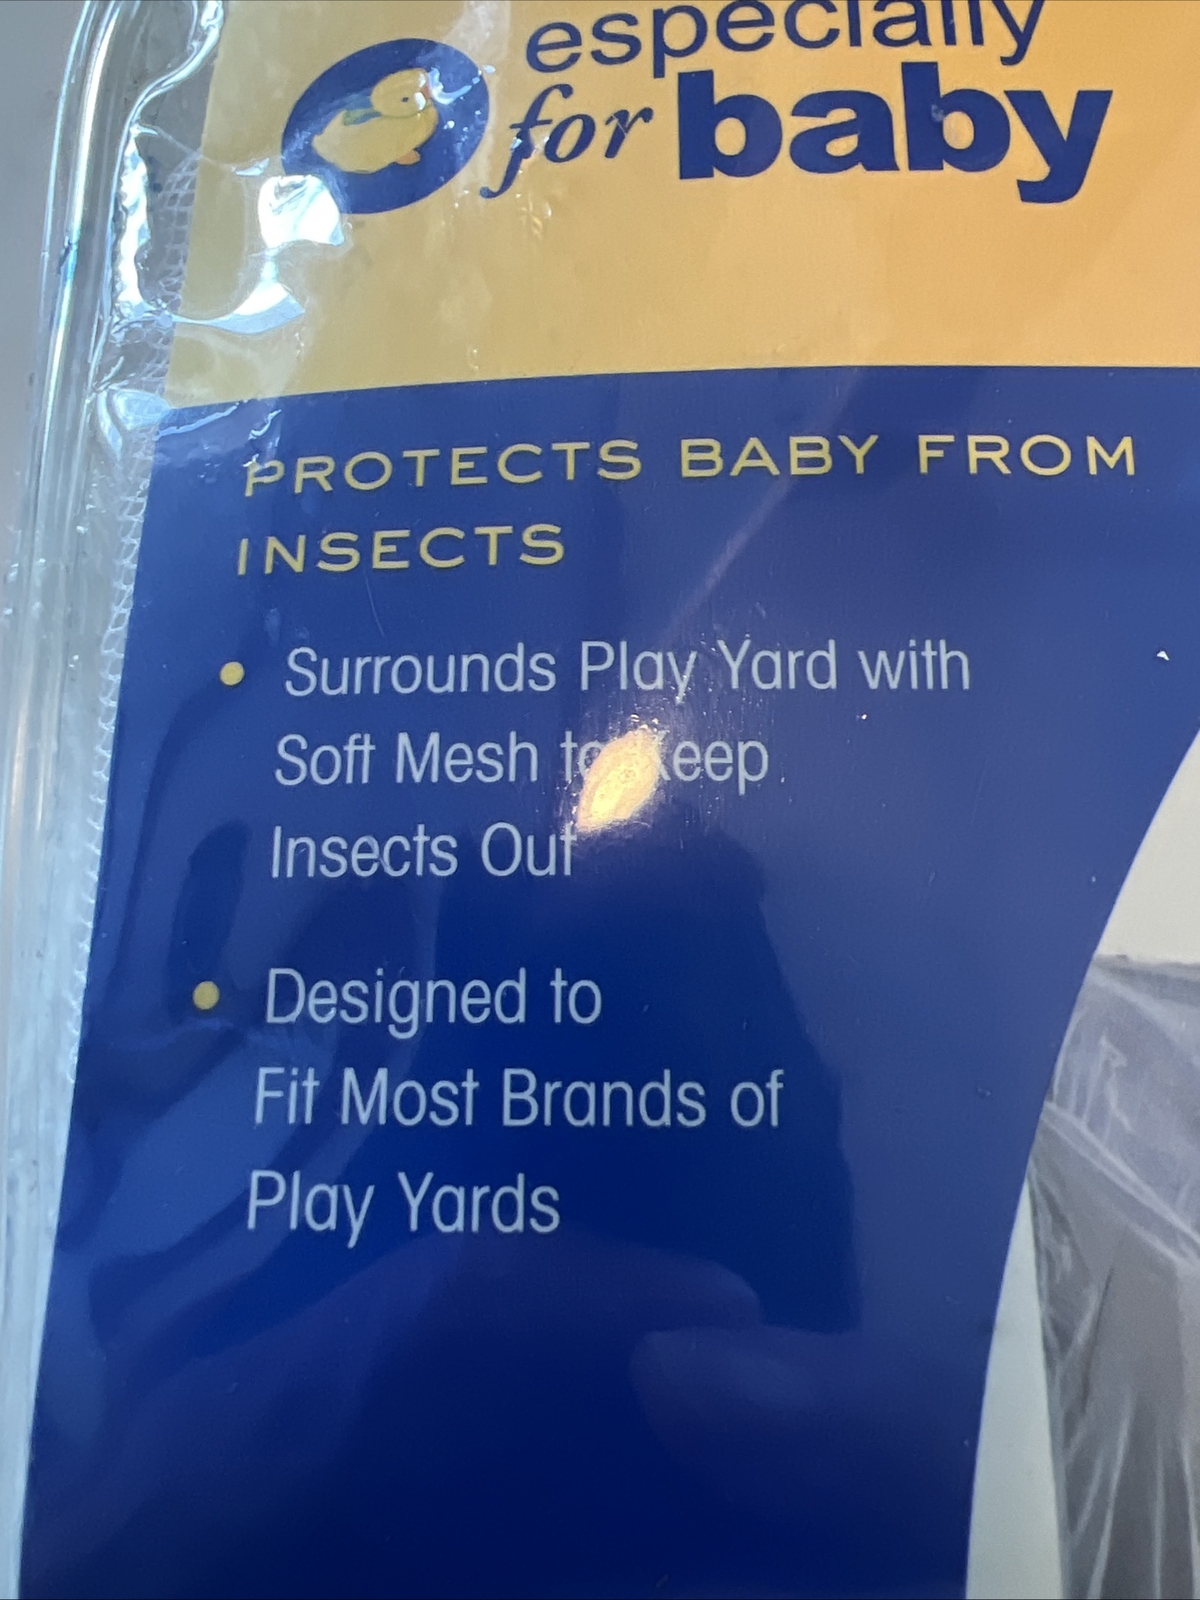 especially
for baby
PROTECTS BABY FROM
INSECTS
• Surrounds Play Yard with
Soft Mesh to Keep
Insects Out
• Designed to
Fit Most Brands of
Play Yards